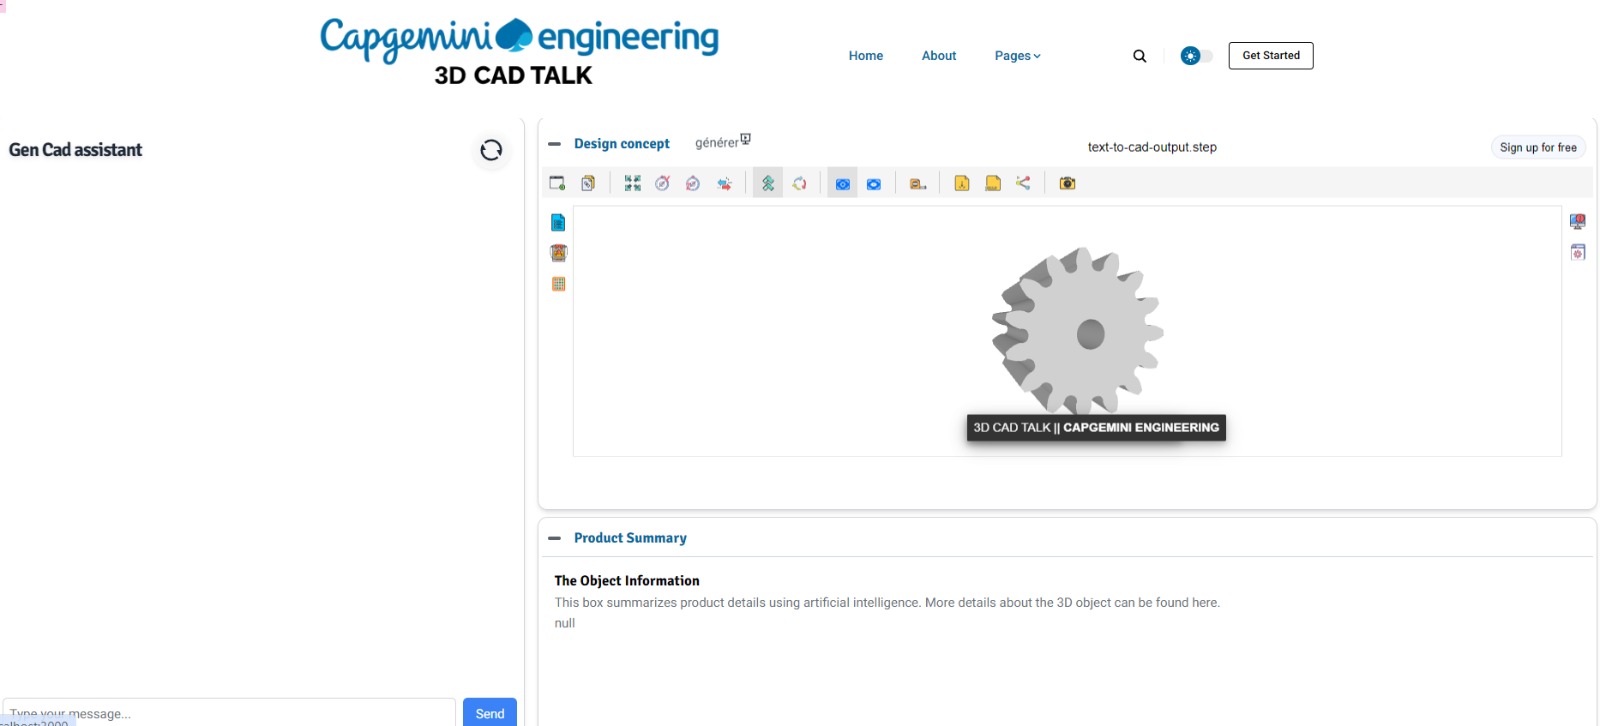 Capgemini engineering
3D CAD TALK
Home
About
Pages
Get Started
Gen Cad assistant
Design concept
générer
text-to-cad-output.step
Sign up for free
3D CAD TALK || CAPGEMINI ENGINEERING
Product Summary
The Object Information
This box summarizes product details using artificial intelligence. More details about the 3D object can be found here.
null
Type your message...
Send